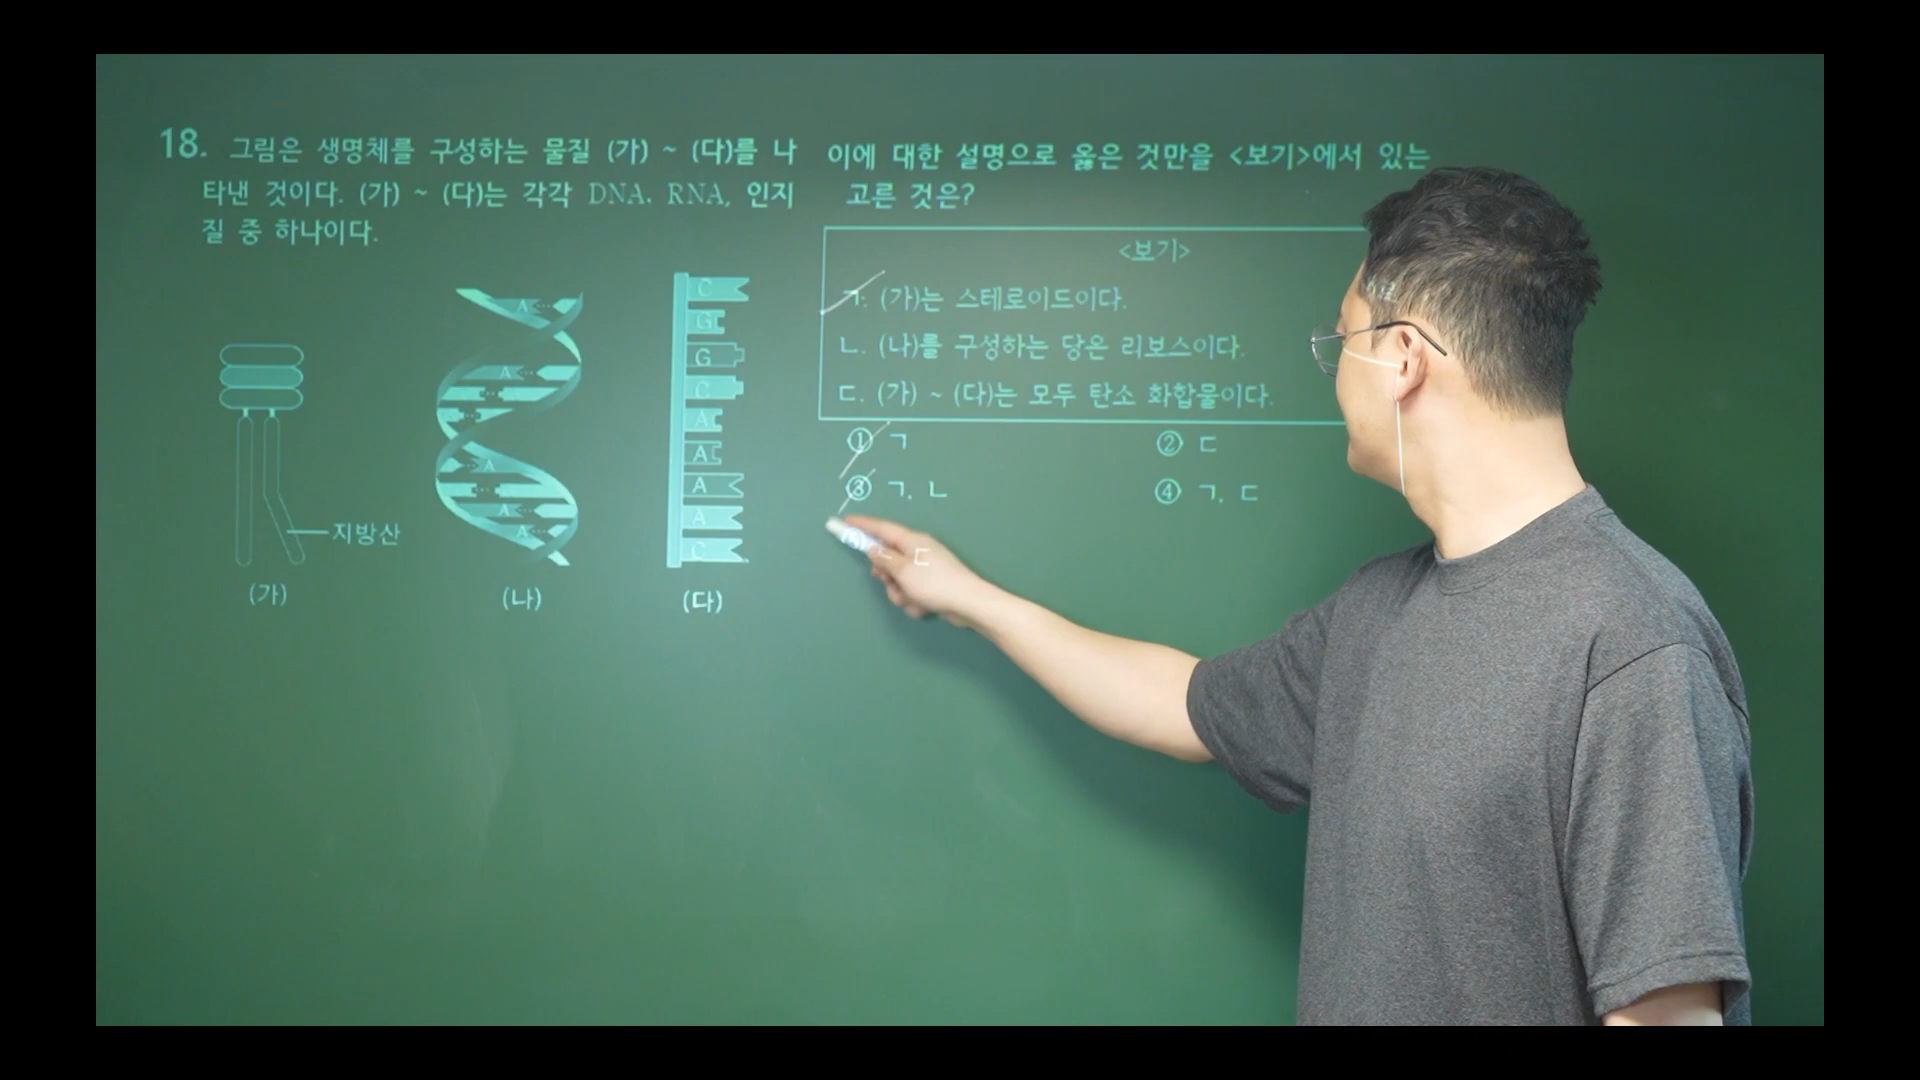 18. 그림은 생명체를 구성하는 물질 (가) ~ (다)를 나
타낸 것이다. (가) ~ (다)는 각각 DNA, RNA, 인지
질 중 하나이다.
지방산
(가)
A
A
A
A
A
(나)
C
G
G
C
A
A
A
A
C
(다)
이에 대한 설명으로 옳은 것만을 <보기>에서 있는
고른 것은?
<보기>
ㄱ. (가)는 스테로이드이다.
ㄴ. (나)를 구성하는 당은 리보스이다.
ㄷ. (가) ~ (다)는 모두 탄소 화합물이다.
① ㄱ
② ㄷ
③ ㄱ, ㄴ
④ ㄱ, ㄷ
ㄷ